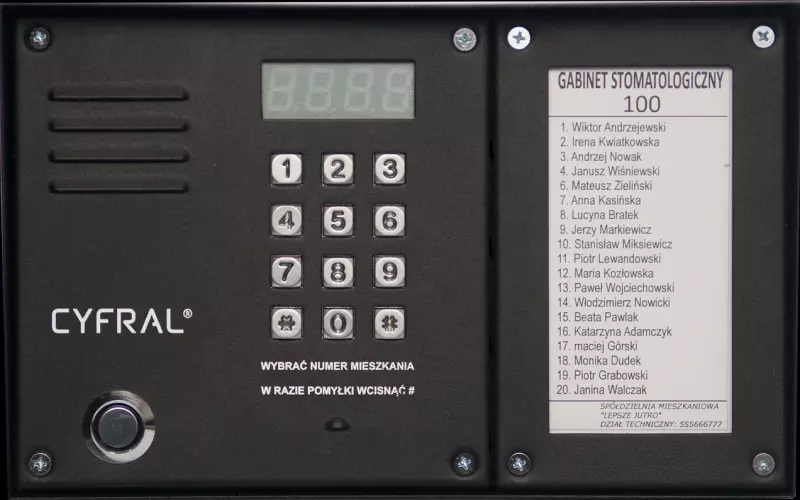 GABINET STOMATOLOGICZNY
100
1. Wiktor Andrzejewski
2. Irena Kwiatkowska
3. Andrzej Nowak
4. Janusz Wiśniewski
6. Mateusz Zieliński
7. Anna Kasińska
8. Lucyna Bratek
9. Jerzy Markiewicz
10. Stanisław Miksiewicz
11. Piotr Lewandowski
12. Maria Kozłowska
13. Paweł Wojciechowski
14. Włodzimierz Nowicki
15. Beata Pawlak
16. Katarzyna Adamczyk
17. maciej Górski
18. Monika Dudek
19. Piotr Grabowski
20. Janina Walczak
SPÓŁDZIELNIA MIESZKANIOWA
"LEPSZE JUTRO"
DZIAŁ TECHNICZNY: 555666777
1 2 3
4 5 6
7 8 9
* 0 #
CYFRAL®
WYBRAĆ NUMER MIESZKANIA
W RAZIE POMYŁKI WCISNĄĆ #